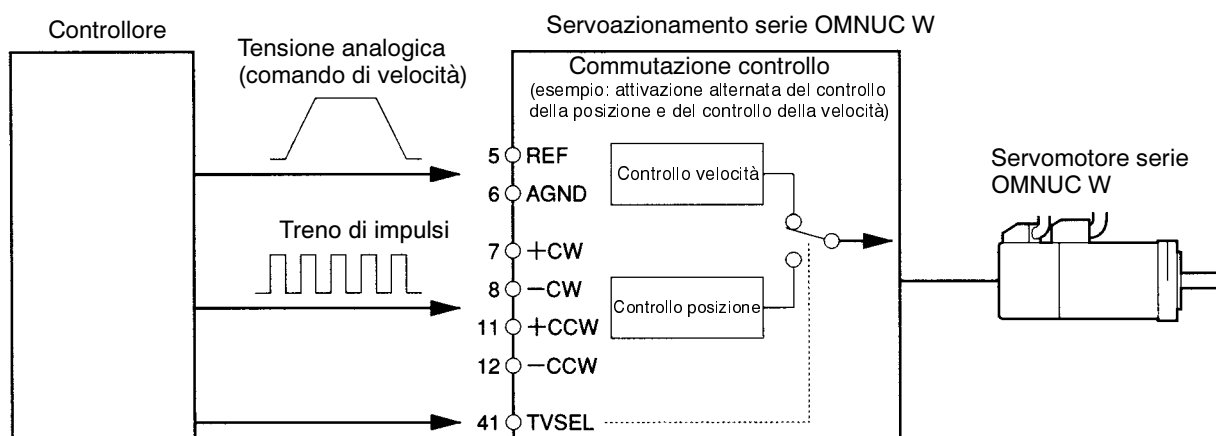 Controllore
Servoazionamento serie OMNUC W
Tensione analogica
(comando di velocità)
Commutazione controllo
(esempio: attivazione alternata del controllo
della posizione e del controllo della velocità)
5 REF
6 AGND
Controllo velocità
Servomotore serie
OMNUC W
Treno di impulsi
7 +CW
8 −CW
11 +CCW
12 −CCW
Controllo posizione
41 TVSEL